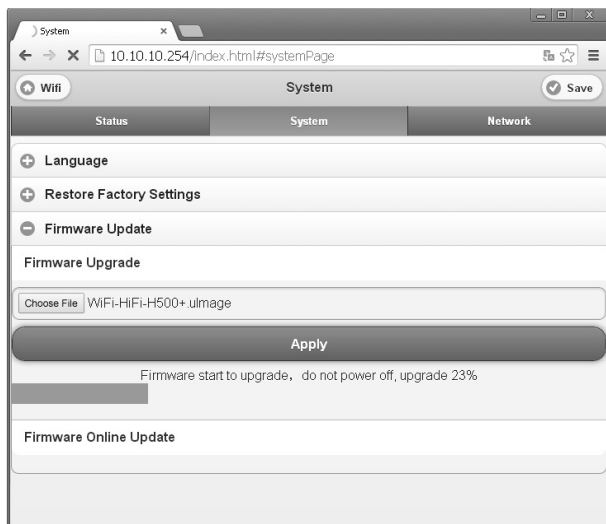 System
10.10.10.254/index.html#systemPage
Wifi
System
Save
Status
System
Network
Language
Restore Factory Settings
Firmware Update
Firmware Upgrade
Choose File WiFi-HiFi-H500+.uImage
Apply
Firmware start to upgrade，do not power off, upgrade 23%
Firmware Online Update